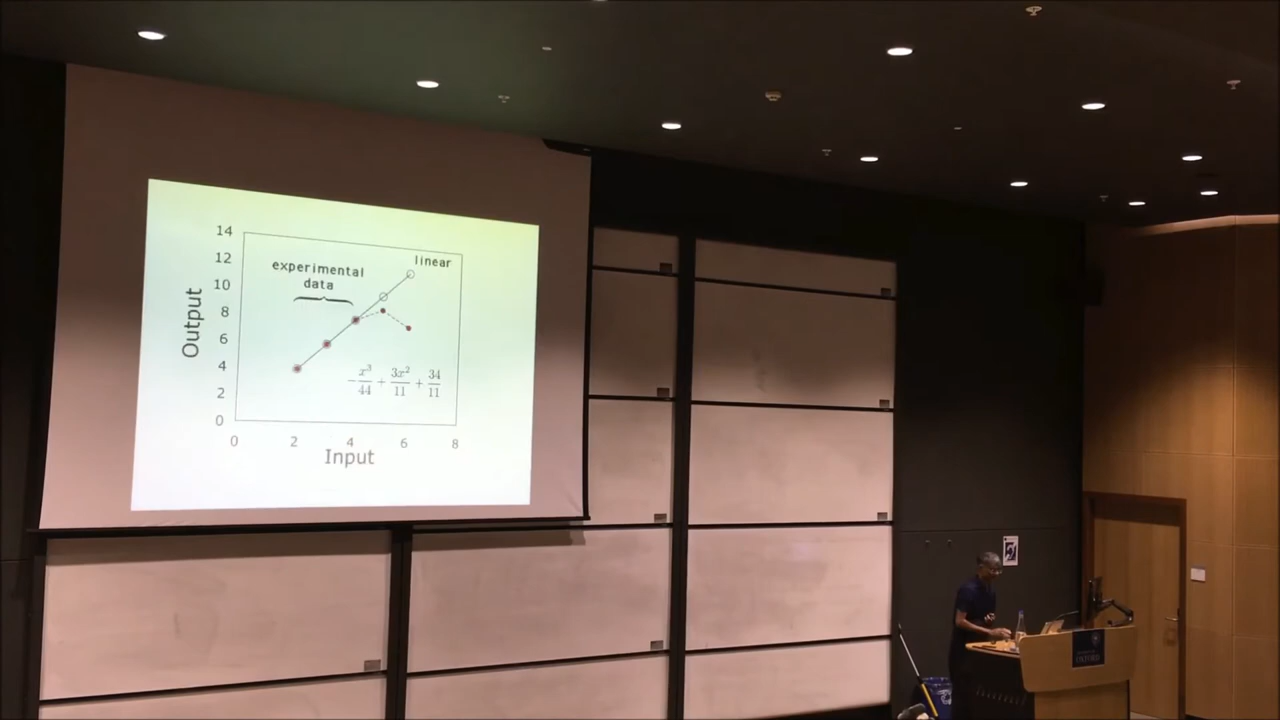 14
12
10
8
6
4
2
0
Output
experimental
data
linear
-x³/44 + 3x²/11 + 34/11
0 2 4 6 8
Input
OXFORD